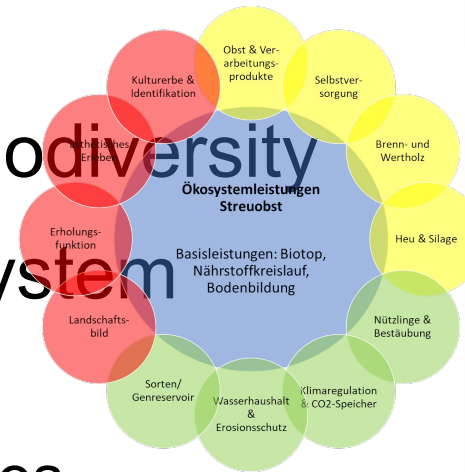 Obst & Ver-
arbeitungs-
produkte
Selbstver-
sorgung
Brenn- und
Wertholz
Heu & Silage
Nützlinge &
Bestäubung
Klimaregulation
& CO2-Speicher
Wasserhaushalt
&
Erosionsschutz
Sorten/
Genreservoir
Landschafts-
bild
Erholungs-
funktion
Ästhetisches
Erleben
Kulturerbe &
Identifikation
Ökosystemleistungen
Streuobst
Basisleistungen: Biotop,
Nährstoffkreislauf,
Bodenbildung
odiversity
ystem
es